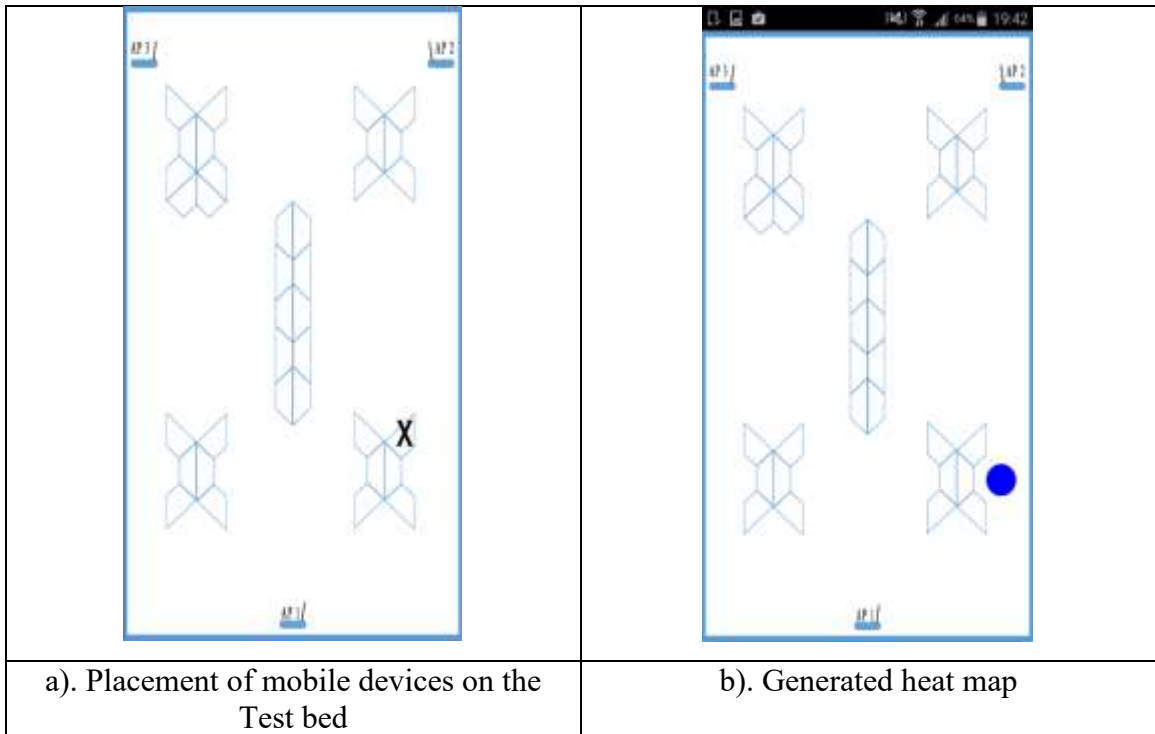 64% 19:42
AP 3
AP 2
AP 3
AP 2
X
AP 1
AP 1
a). Placement of mobile devices on the
Test bed
b). Generated heat map